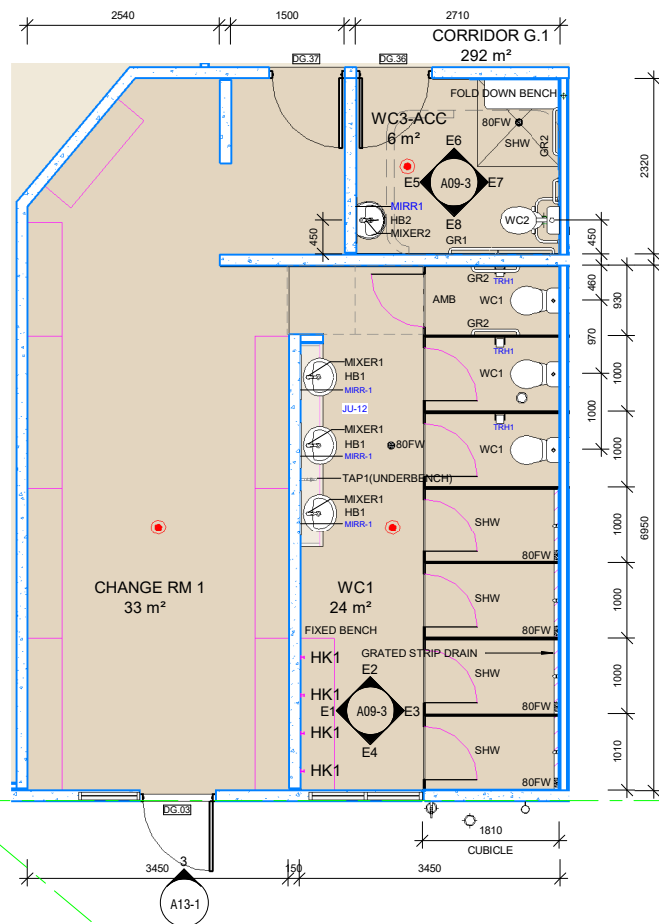 2540
1500
2710
CORRIDOR G.1
292 m²
DG.37
DG.36
FOLD DOWN BENCH
WC3-ACC
6 m²
80FW
SHW
GR2
E6
E5
A09-3
E7
E8
MIRR1
HB2
MIXER2
WC2
GR1
450
2320
450
GR2
TRH1
AMB
WC1
GR2
460
930
970
MIXER1
HB1
MIRR-1
TRH1
WC1
1000
1000
JU-12
MIXER1
HB1
MIRR-1
80FW
TRH1
WC1
1000
1000
TAP1(UNDERBENCH)
MIXER1
HB1
MIRR-1
SHW
80FW
1000
6950
CHANGE RM 1
33 m²
WC1
24 m²
SHW
80FW
1000
FIXED BENCH
GRATED STRIP DRAIN
HK1
E2
SHW
1000
HK1
E1
A09-3
E3
80FW
HK1
E4
SHW
1010
HK1
80FW
DG.03
1810
CUBICLE
3450
150
3450
3
A13-1